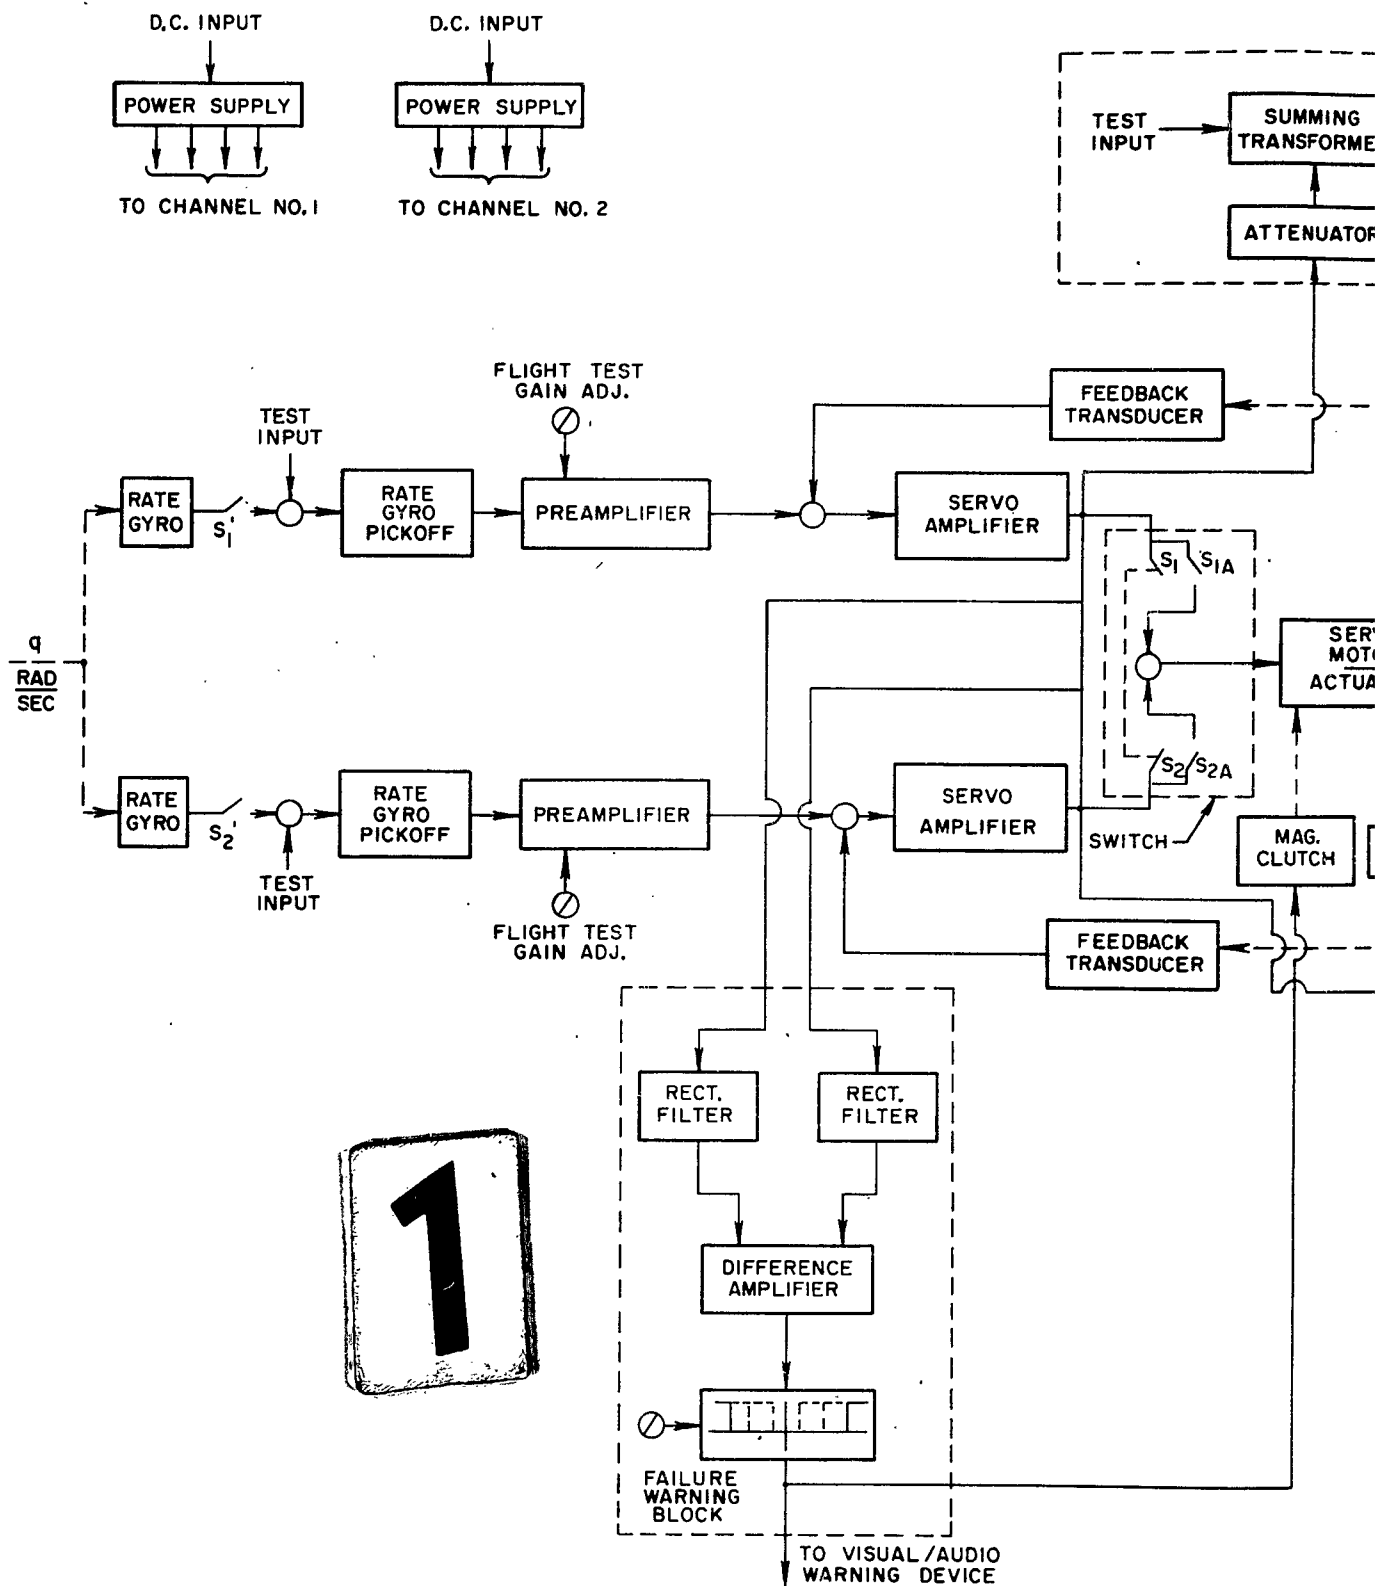 D.C. INPUT
D.C. INPUT
POWER SUPPLY
POWER SUPPLY
TO CHANNEL NO. 1
TO CHANNEL NO. 2
TEST
INPUT
SUMMING
TRANSFORME
ATTENUATOR
FLIGHT TEST
GAIN ADJ.
FEEDBACK
TRANSDUCER
TEST
INPUT
RATE
GYRO
S1'
RATE
GYRO
PICKOFF
PREAMPLIFIER
SERVO
AMPLIFIER
S1
S1A
q
RAD
SEC
SERV
MOTO
ACTUA
RATE
GYRO
S2'
RATE
GYRO
PICKOFF
PREAMPLIFIER
SERVO
AMPLIFIER
S2
S2A
SWITCH
MAG.
CLUTCH
TEST
INPUT
FLIGHT TEST
GAIN ADJ.
FEEDBACK
TRANSDUCER
RECT.
FILTER
RECT.
FILTER
1
DIFFERENCE
AMPLIFIER
FAILURE
WARNING
BLOCK
TO VISUAL/AUDIO
WARNING DEVICE